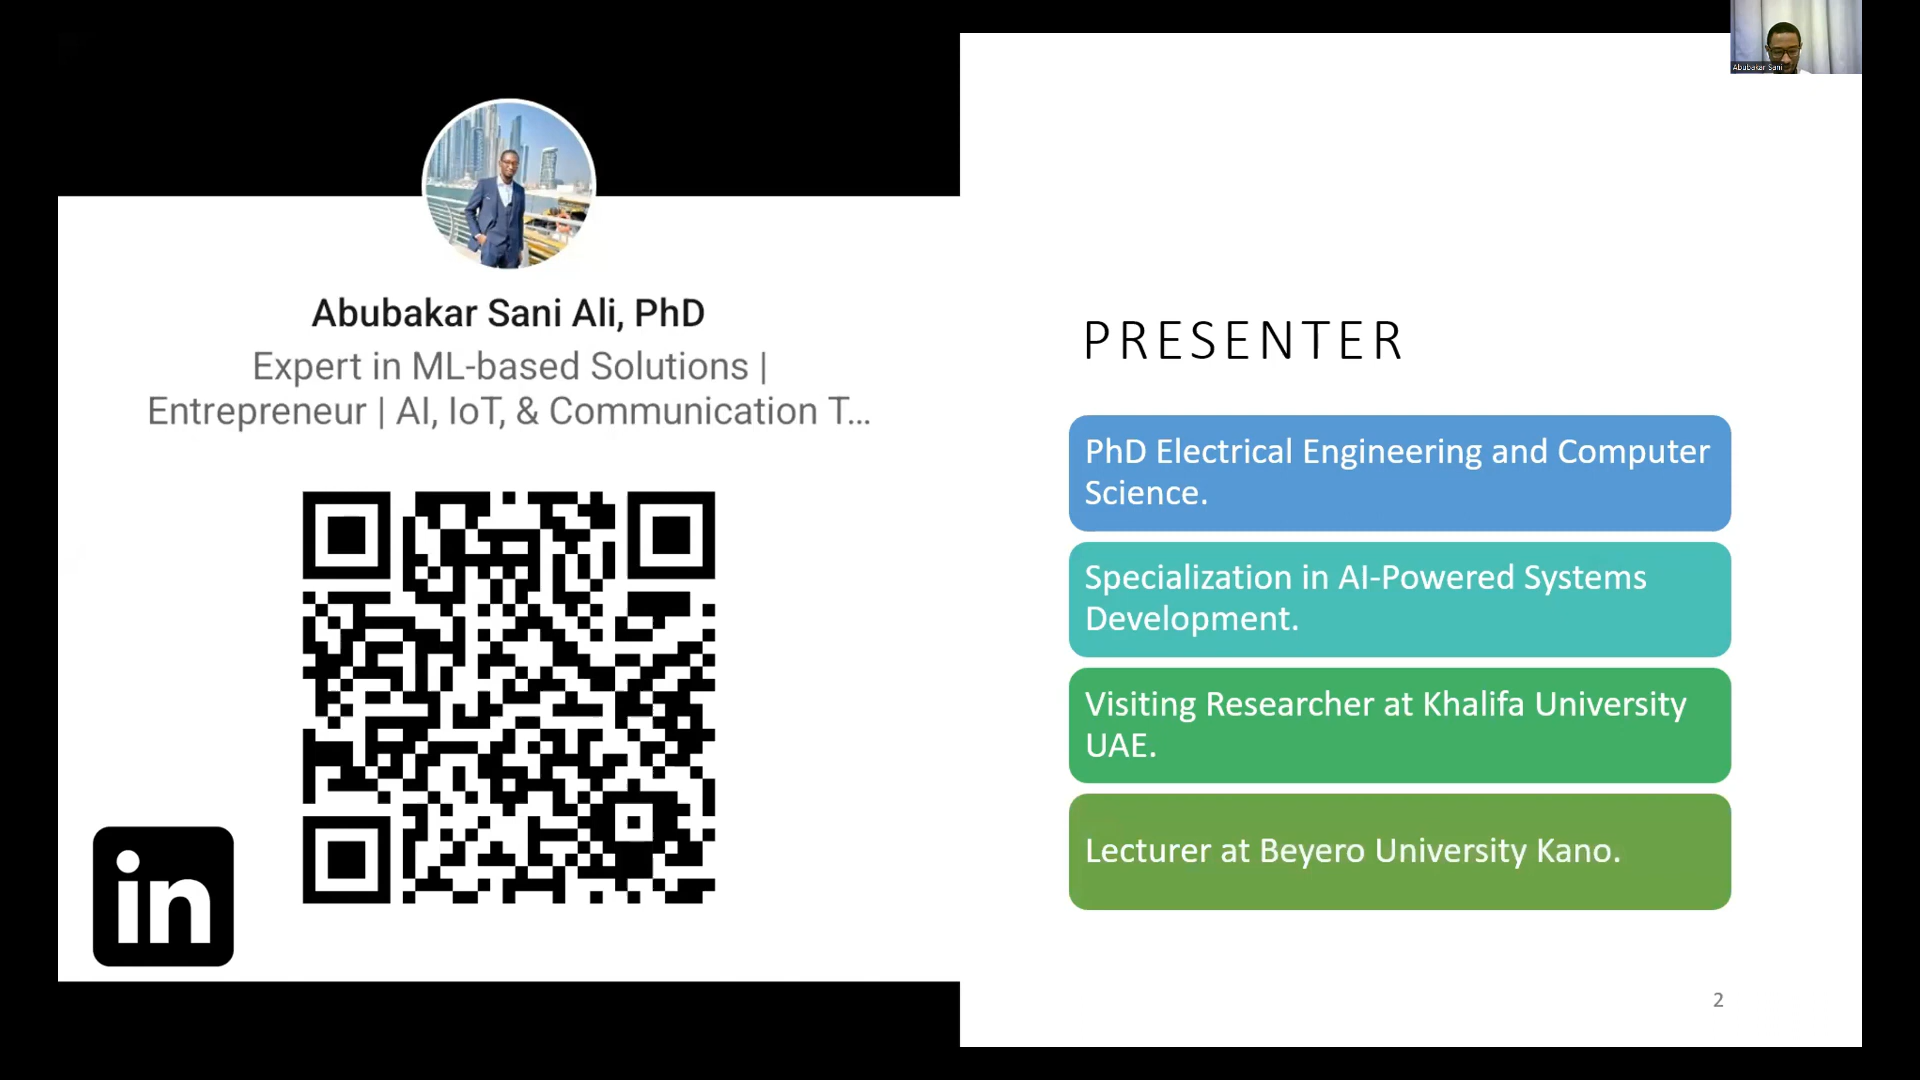 Abubakar Sani
Abubakar Sani Ali, PhD
Expert in ML-based Solutions |
Entrepreneur | AI, IoT, & Communication T...
in
PRESENTER
PhD Electrical Engineering and Computer
Science.
Specialization in AI-Powered Systems
Development.
Visiting Researcher at Khalifa University
UAE.
Lecturer at Beyero University Kano.
2